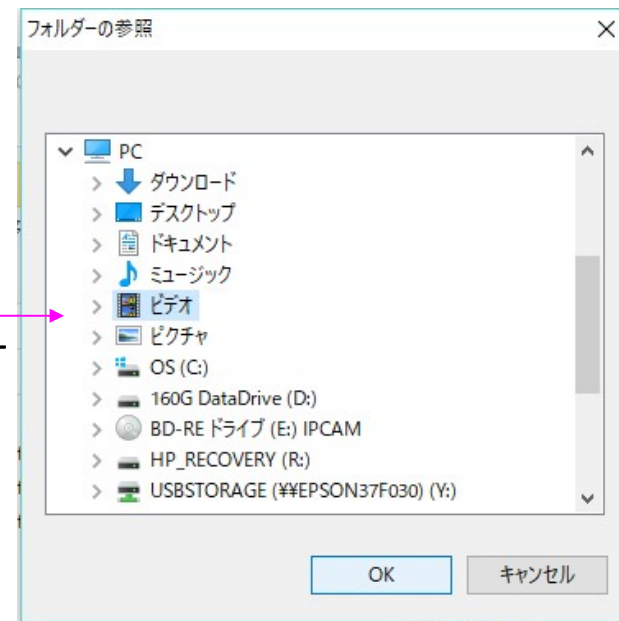 フォルダーの参照
PC
ダウンロード
デスクトップ
ドキュメント
ミュージック
ビデオ
ピクチャ
OS (C:)
160G DataDrive (D:)
BD-RE ドライブ (E:) IPCAM
HP_RECOVERY (R:)
USBSTORAGE (¥¥EPSON37F030) (Y:)
OK キャンセル